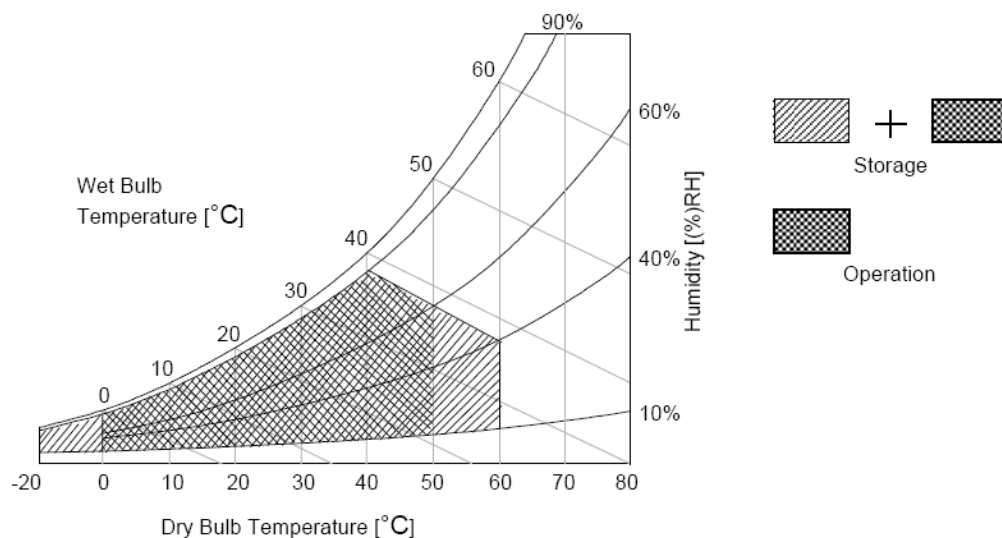 90%
60
60%
50
Wet Bulb
Temperature [°C]
40
30
20
10
0
40%
10%
Humidity [(%)RH]
-20 0 10 20 30 40 50 60 70 80
Dry Bulb Temperature [°C]
+
Storage
Operation